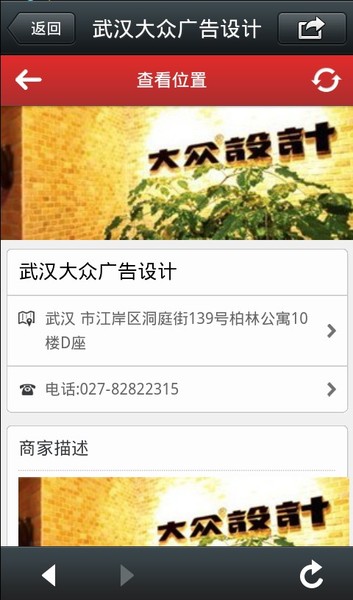 返回
武汉大众广告设计
查看位置
大众設計
武汉大众广告设计
武汉 市江岸区洞庭街139号柏林公寓10
楼D座
电话:027-82822315
商家描述
大众設計